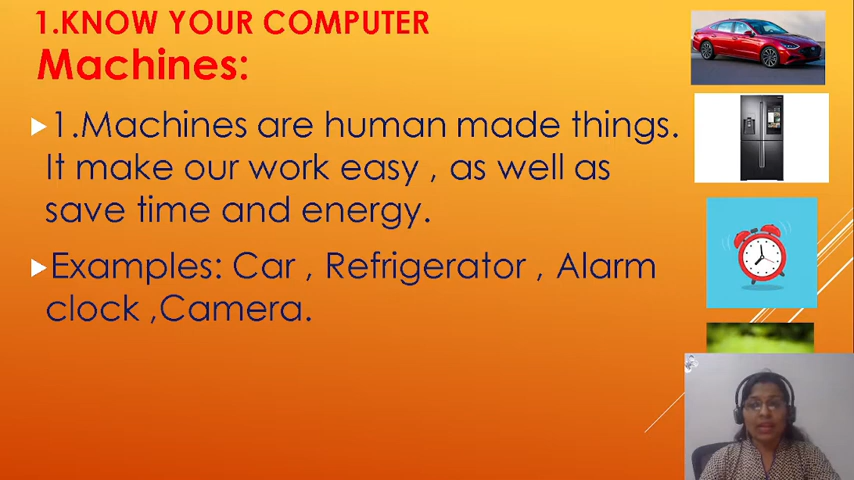 1.KNOW YOUR COMPUTER
Machines:
1.Machines are human made things.
It make our work easy , as well as
save time and energy.
Examples: Car , Refrigerator , Alarm
clock ,Camera.